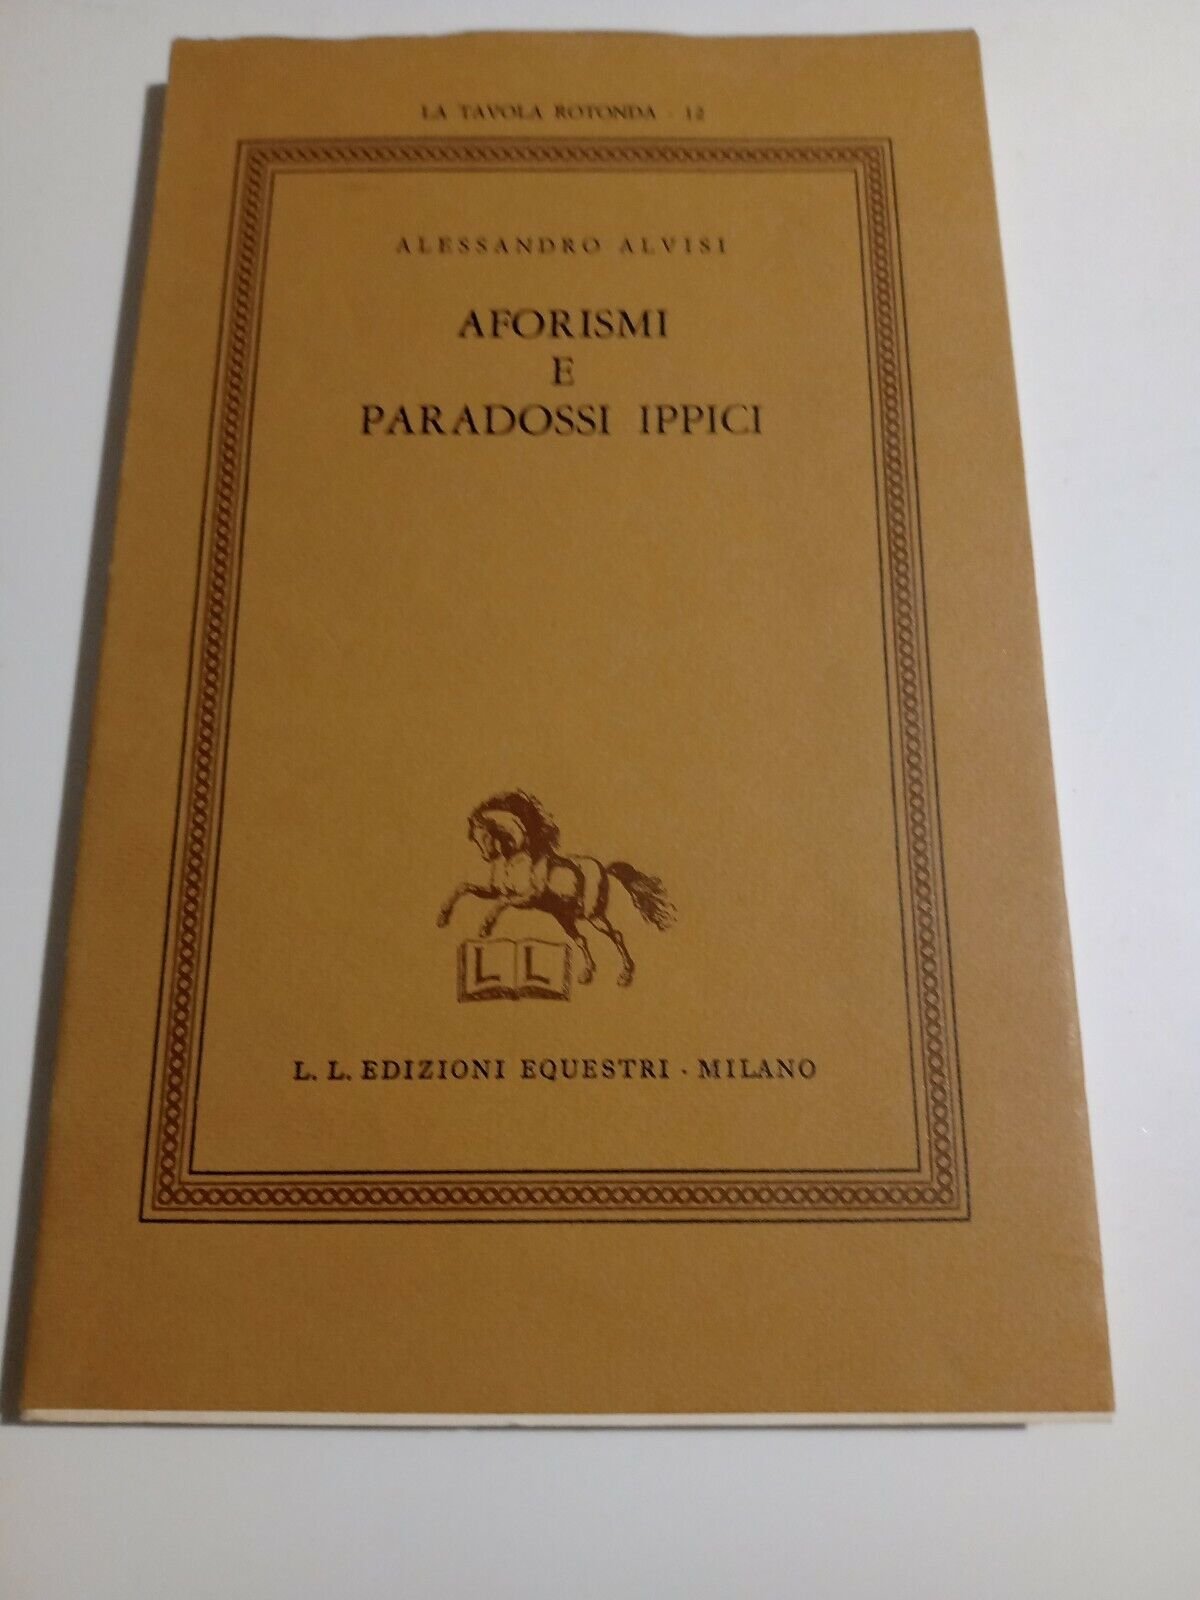 LA TAVOLA ROTONDA - 12
ALESSANDRO ALVISI
AFORISMI
E
PARADOSSI IPPICI
L L
L. L. EDIZIONI EQUESTRI - MILANO